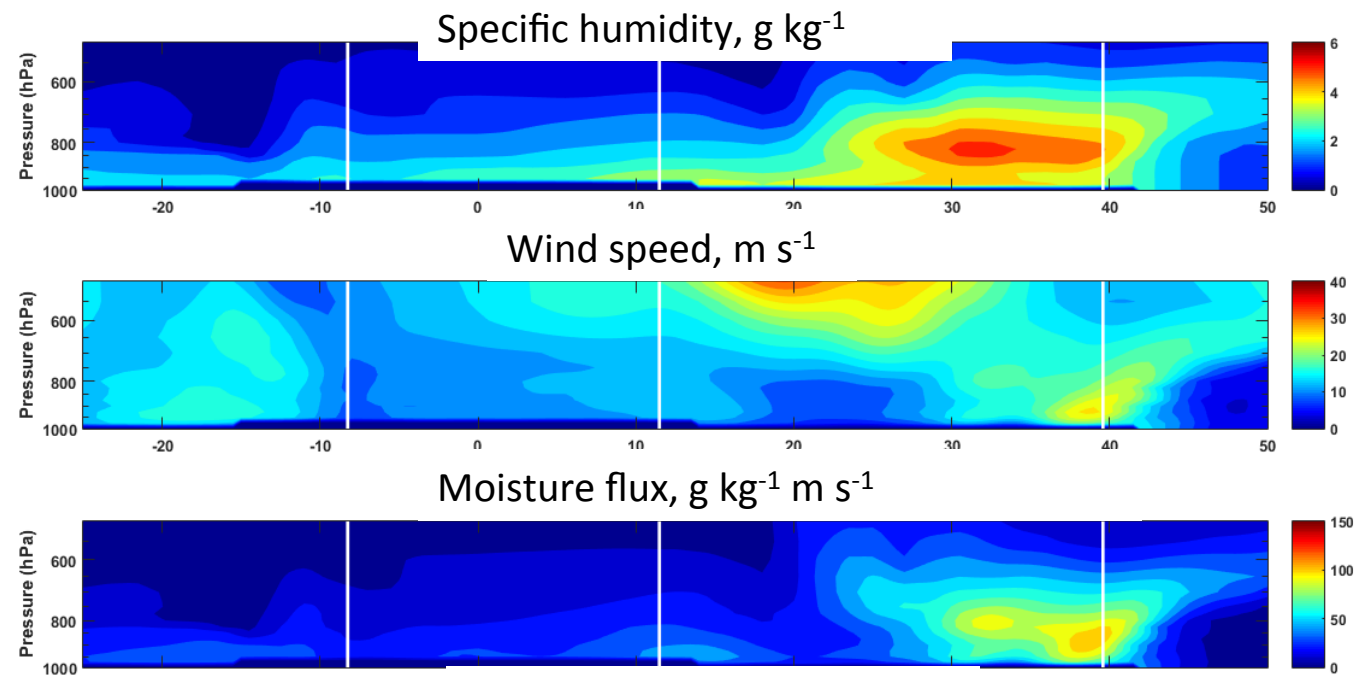 Specific humidity, g kg-1
Pressure (hPa)
600
800
1000
-20 -10 0 10 20 30 40 50
6
4
2
0
Wind speed, m s-1
Pressure (hPa)
600
800
1000
-20 -10 0 10 20 30 40 50
40
30
20
10
0
Moisture flux, g kg-1 m s-1
Pressure (hPa)
600
800
1000
150
100
50
0